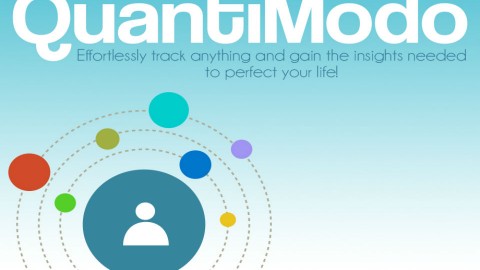 QuantiModo
Effortlessly track anything and gain the insights needed
to perfect your life!